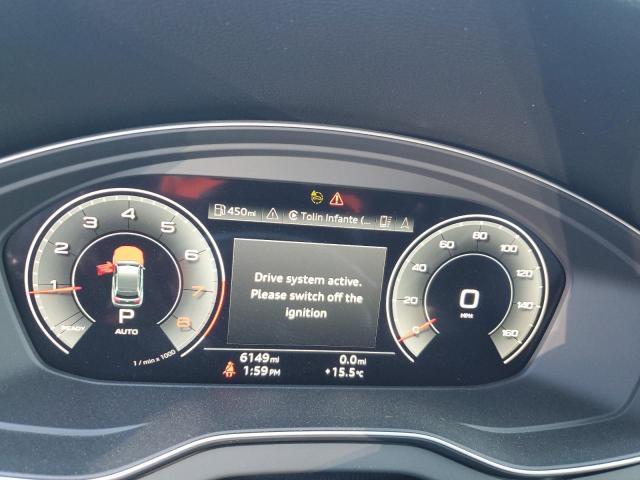 450mi
Tolin Infante (...
1 2 3 4 5 6 7 8
READY
P
AUTO
1 / min x 1000
Drive system active.
Please switch off the
ignition
0 20 40 60 80 100 120 140 160
0
MPH
6149mi
0.0mi
1:59PM
+15.5°C